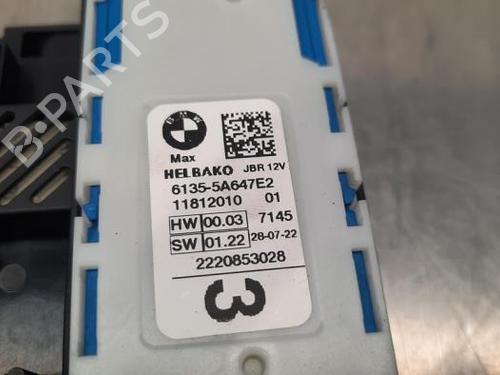 B-PARTS
BMW
Max
HELBAKO JBR 12V
6135-5A647E2
11812010 01
HW 00.03 7145
SW 01.22 28-07-22
2220853028
3